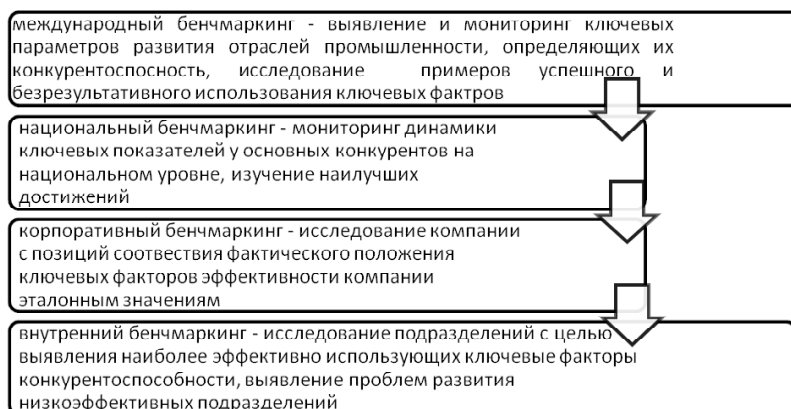 международный бенчмаркинг - выявление и мониторинг ключевых
параметров развития отраслей промышленности, определяющих их
конкурентоспосность, исследование примеров успешного и
безрезультативного использования ключевых фактров
национальный бенчмаркинг - мониторинг динамики
ключевых показателей у основных конкурентов на
национальном уровне, изучение наилучших
достижений
корпоративный бенчмаркинг - исследование компании
с позиций соотвествия фактического положения
ключевых факторов эффективности компании
эталонным значениям
внутренний бенчмаркинг - исследование подразделений с целью
выявления наиболее эффективно использующих ключевые факторы
конкурентоспособности, выявление проблем развития
низкоэффективных подразделений